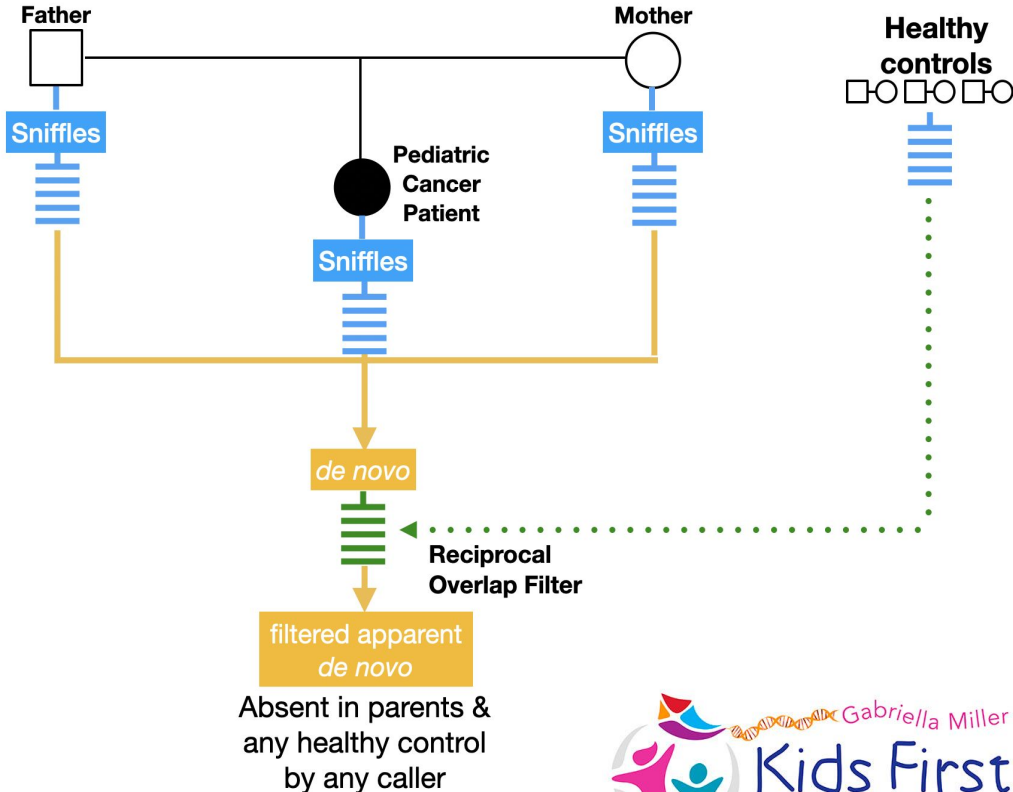 Father
Mother
Healthy
controls
Sniffles
Sniffles
Pediatric
Cancer
Patient
Sniffles
de novo
Reciprocal
Overlap Filter
filtered apparent
de novo
Absent in parents &
any healthy control
by any caller
Gabriella Miller
Kids First